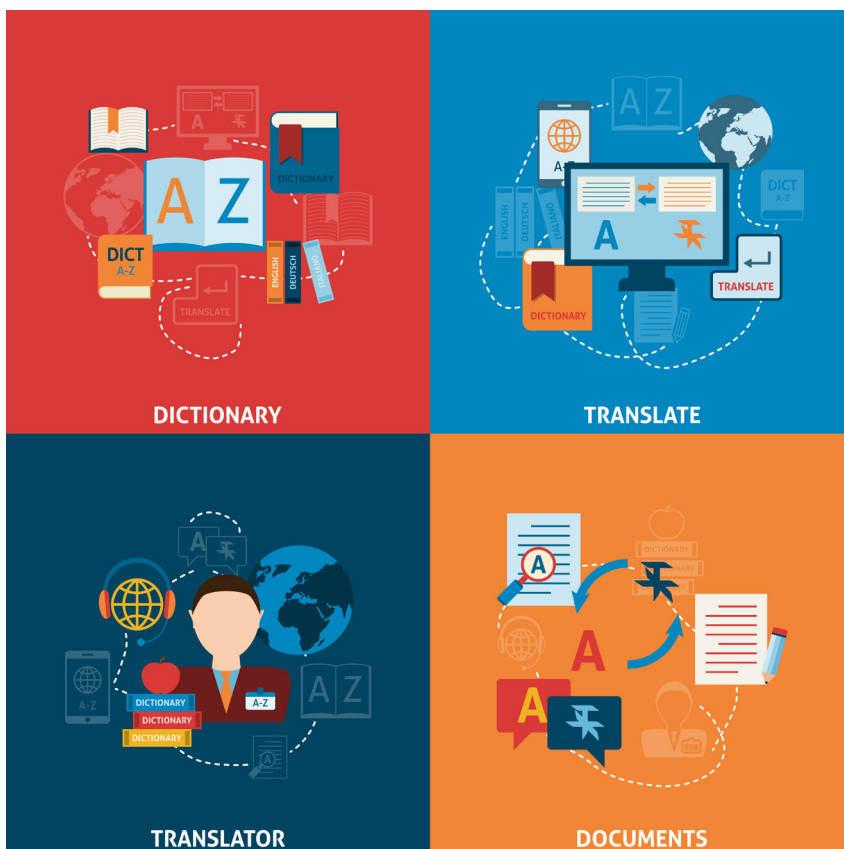 A
A Z
DICTIONARY
DICT
A-Z
TRANSLATE
ENGLISH
DEUTSCH
ITALIANO
DICTIONARY
A Z
A-Z
DICT
A-Z
ENGLISH
DEUTSCH
ITALIANO
A
TRANSLATE
DICTIONARY
TRANSLATE
A
A-Z
A Z
DICTIONARY
DICTIONARY
DICTIONARY
A-Z
A
TRANSLATOR
A
DICTIONARY
DICTIONARY
A
A
DOCUMENTS